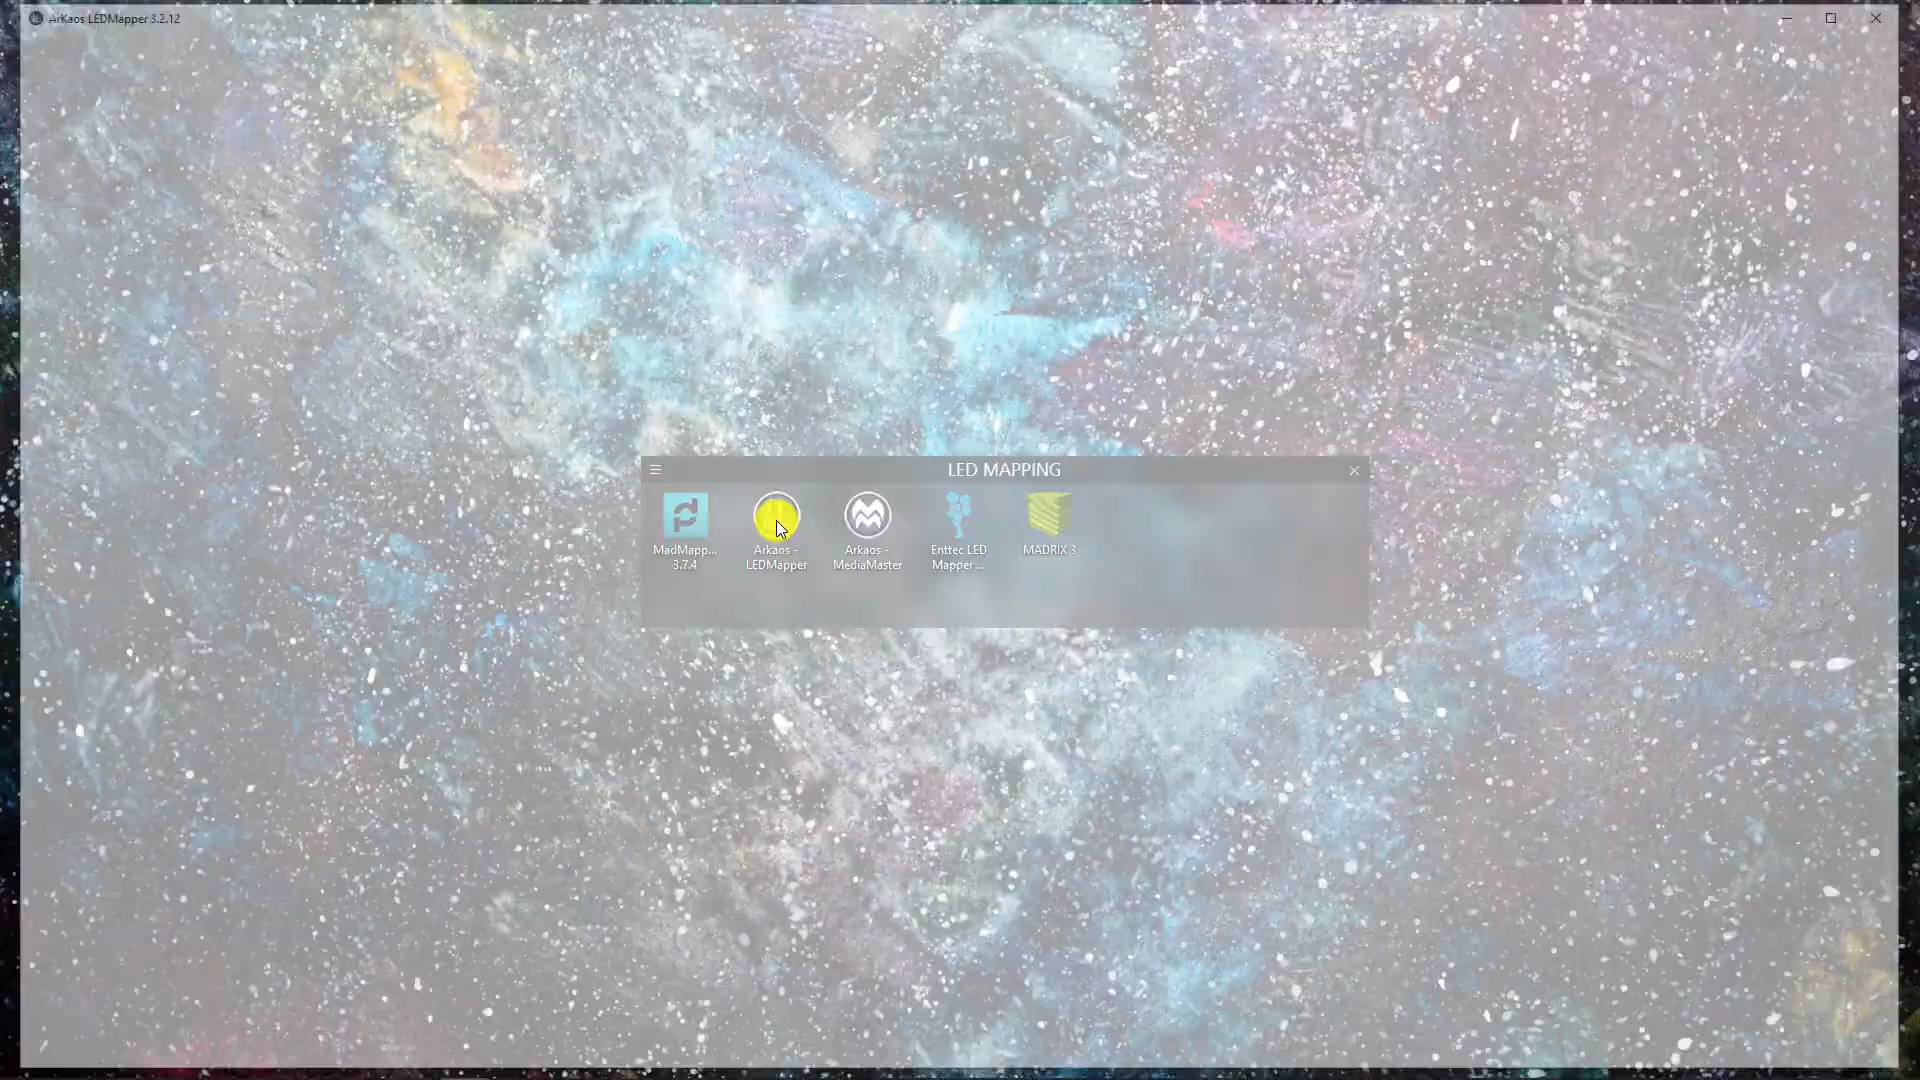 ArKaos LEDMapper 3.2.12
LED MAPPING
MadMapp...
3.7.4
Arkaos -
LEDMapper
Arkaos -
MediaMaster
Enttec LED
Mapper ...
MADRIX 3